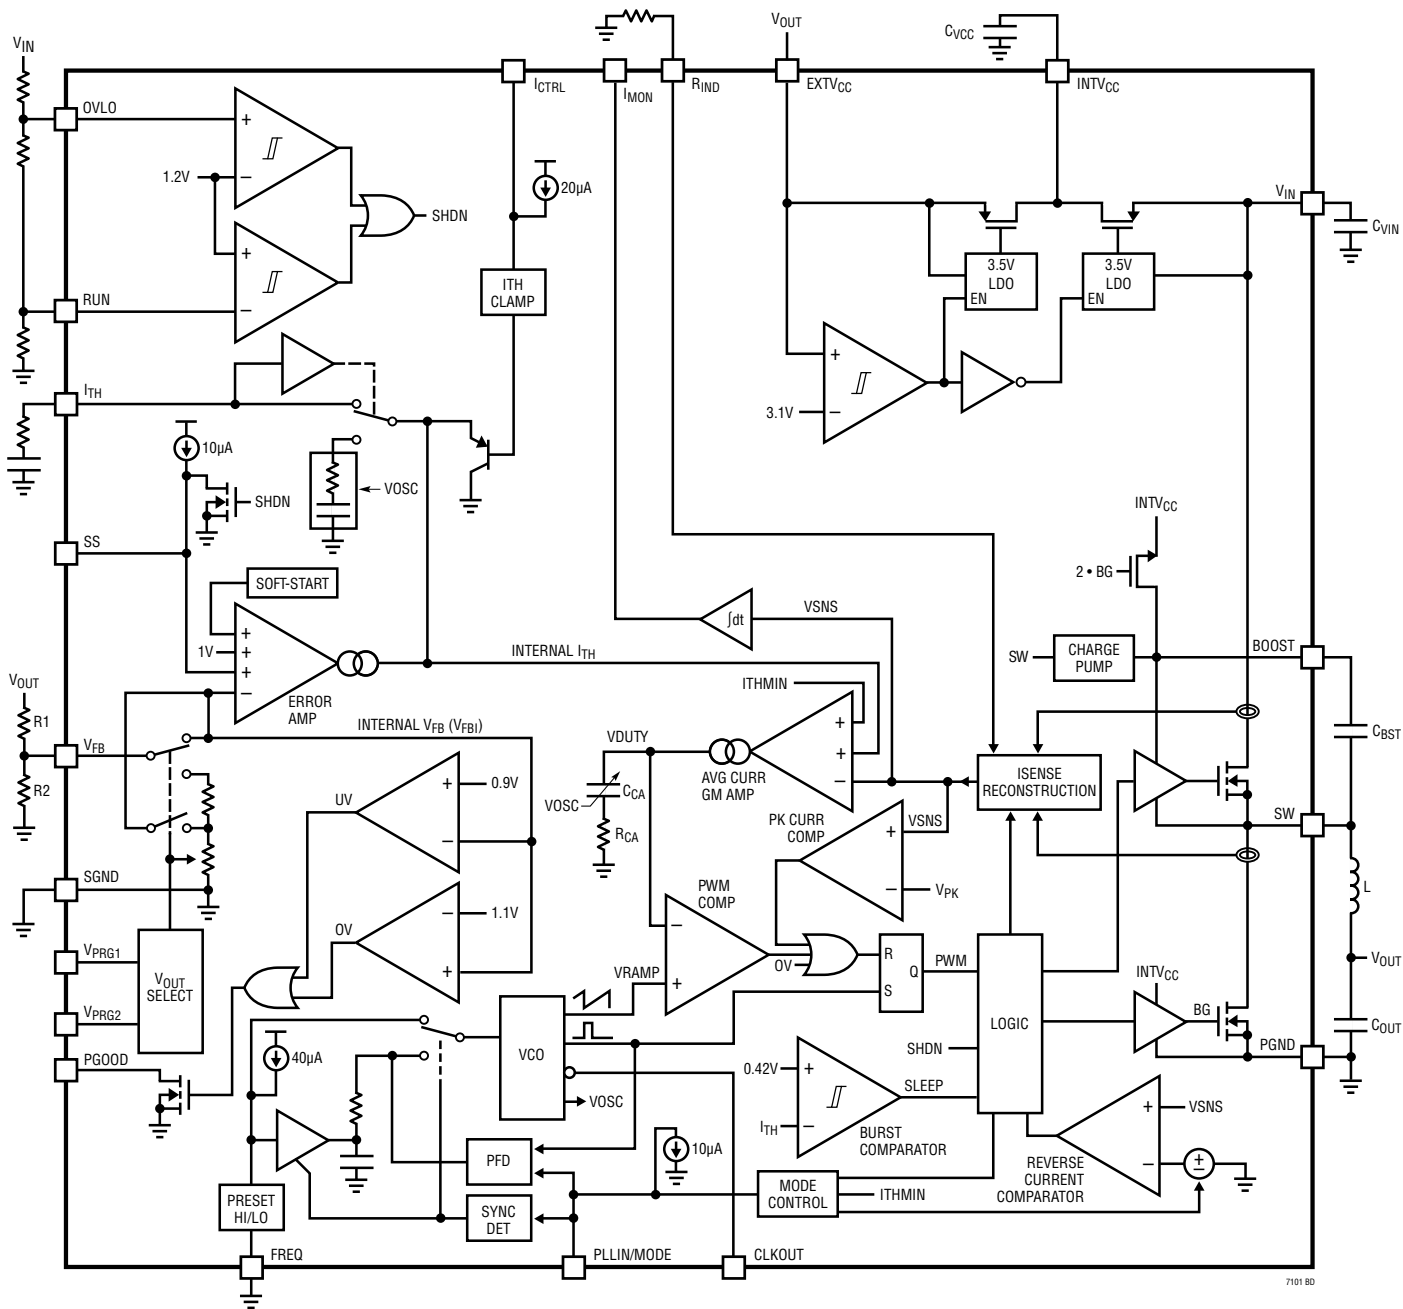 VOUT
CVCC
VIN
ICTRL
IMON
RIND
EXTVCC
INTVCC
OVLO
1.2V
20µA
SHDN
VIN
CVIN
ITH
CLAMP
3.5V
LDO
EN
3.5V
LDO
EN
RUN
ITH
3.1V
10µA
SHDN
VOSC
INTVCC
SS
2 • BG
SOFT-START
∫dt
VSNS
1V
INTERNAL ITH
SW
CHARGE
PUMP
BOOST
ERROR
AMP
ITHMIN
VOUT
R1
VFB
R2
INTERNAL VFB (VFBI)
VDUTY
AVG CURR
GM AMP
ISENSE
RECONSTRUCTION
CBST
VOSC
CCA
RCA
UV
0.9V
PK CURR
COMP
VSNS
SW
SGND
VPK
L
OV
1.1V
PWM
COMP
VPRG1
VOUT
SELECT
VPRG2
OV
R
Q
S
PWM
VRAMP
LOGIC
INTVCC
BG
VOUT
COUT
PGND
PGOOD
40µA
VCO
VOSC
SHDN
0.42V
SLEEP
ITH
BURST
COMPARATOR
VSNS
REVERSE
CURRENT
COMPARATOR
PFD
10µA
MODE
CONTROL
ITHMIN
PRESET
HI/LO
SYNC
DET
FREQ
PLLIN/MODE
CLKOUT
7101 BD